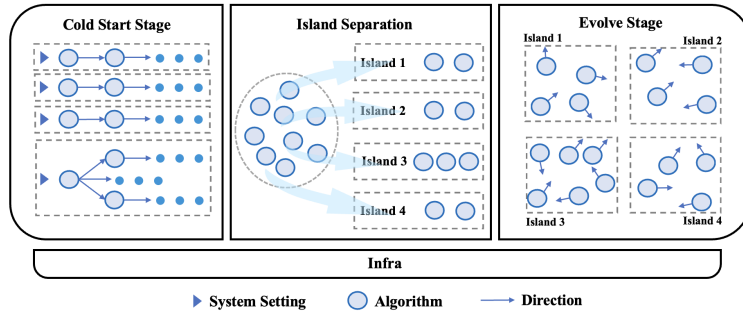 Cold Start Stage
Island Separation
Evolve Stage
Island 1
Island 2
Island 3
Island 4
Island 1
Island 2
Island 3
Island 4
Infra
System Setting
Algorithm
Direction